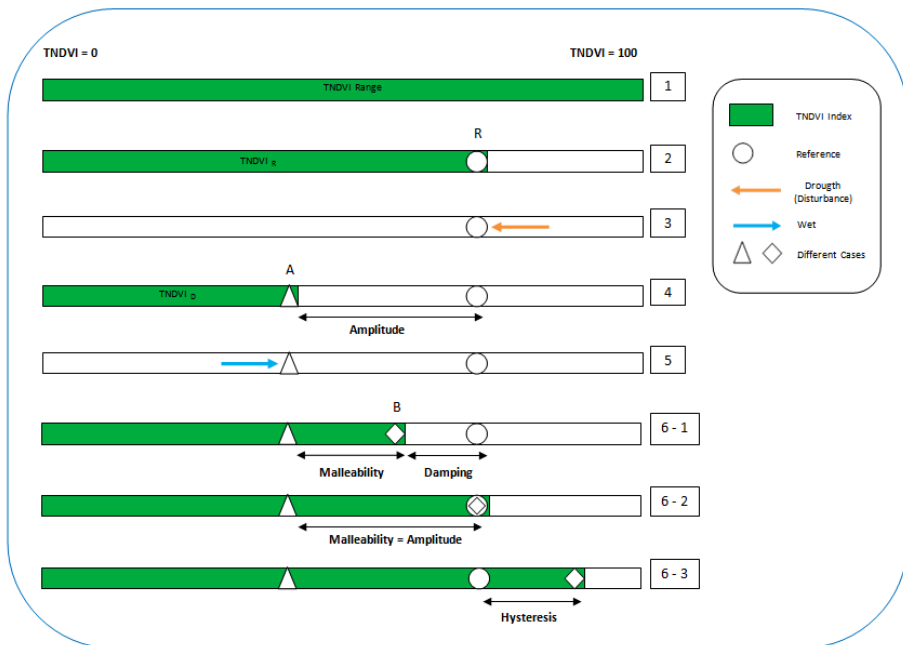 TNDVI = 0
TNDVI = 100
TNDVI Range
1
R
TNDVI R
2
3
A
TNDVI D
4
Amplitude
5
B
6 - 1
Malleability
Damping
6 - 2
Malleability = Amplitude
6 - 3
Hysteresis
TNDVI Index
Reference
Drougth
(Disturbance)
Wet
Different Cases